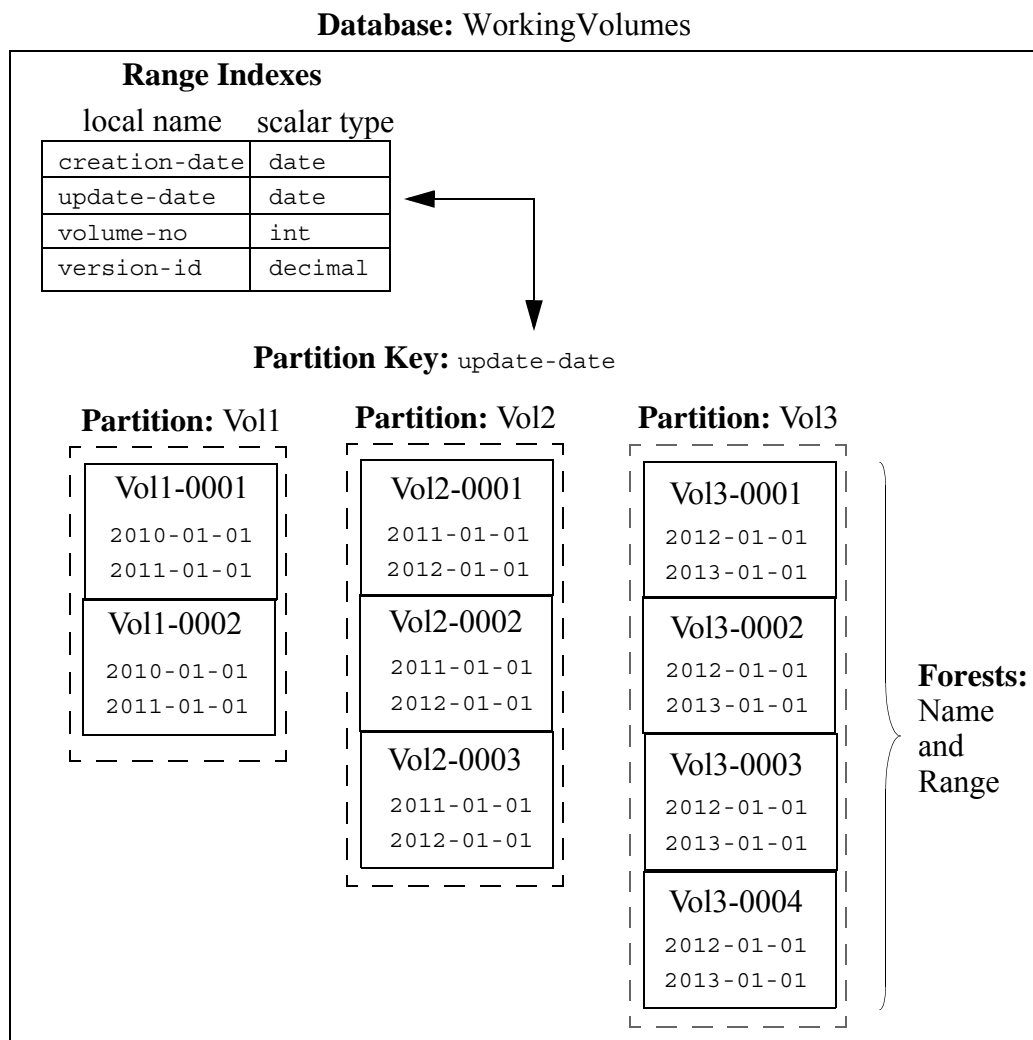 Database: WorkingVolumes
Range Indexes
local name scalar type
creation-date date
update-date date
volume-no int
version-id decimal
Partition Key: update-date
Partition: Vol1
Vol1-0001
2010-01-01
2011-01-01
Vol1-0002
2010-01-01
2011-01-01
Partition: Vol2
Vol2-0001
2011-01-01
2012-01-01
Vol2-0002
2011-01-01
2012-01-01
Vol2-0003
2011-01-01
2012-01-01
Partition: Vol3
Vol3-0001
2012-01-01
2013-01-01
Vol3-0002
2012-01-01
2013-01-01
Vol3-0003
2012-01-01
2013-01-01
Vol3-0004
2012-01-01
2013-01-01
Forests:
Name
and
Range